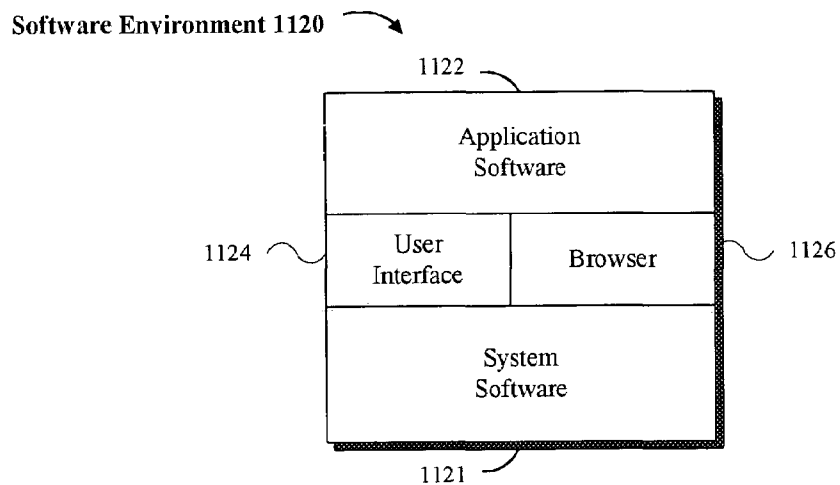 Software Environment 1120
1122
Application
Software
1124
User
Interface
Browser
1126
System
Software
1121